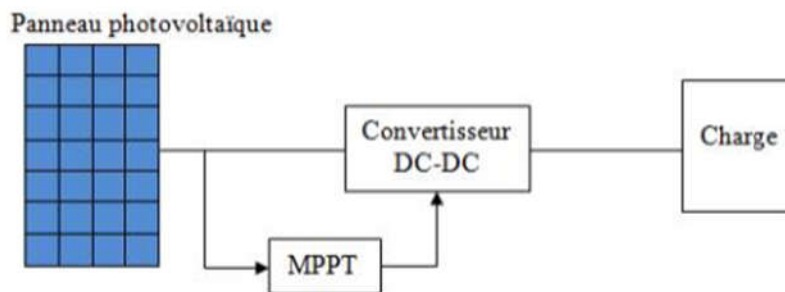 Panneau photovoltaïque
Convertisseur
DC-DC
Charge
MPPT